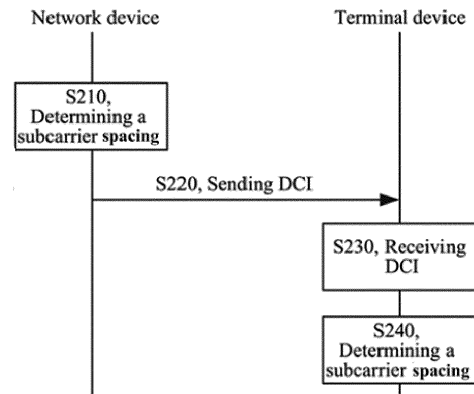 Network device
Terminal device
S210,
Determining a
subcarrier spacing
S220, Sending DCI
S230, Receiving
DCI
S240,
Determining a
subcarrier spacing